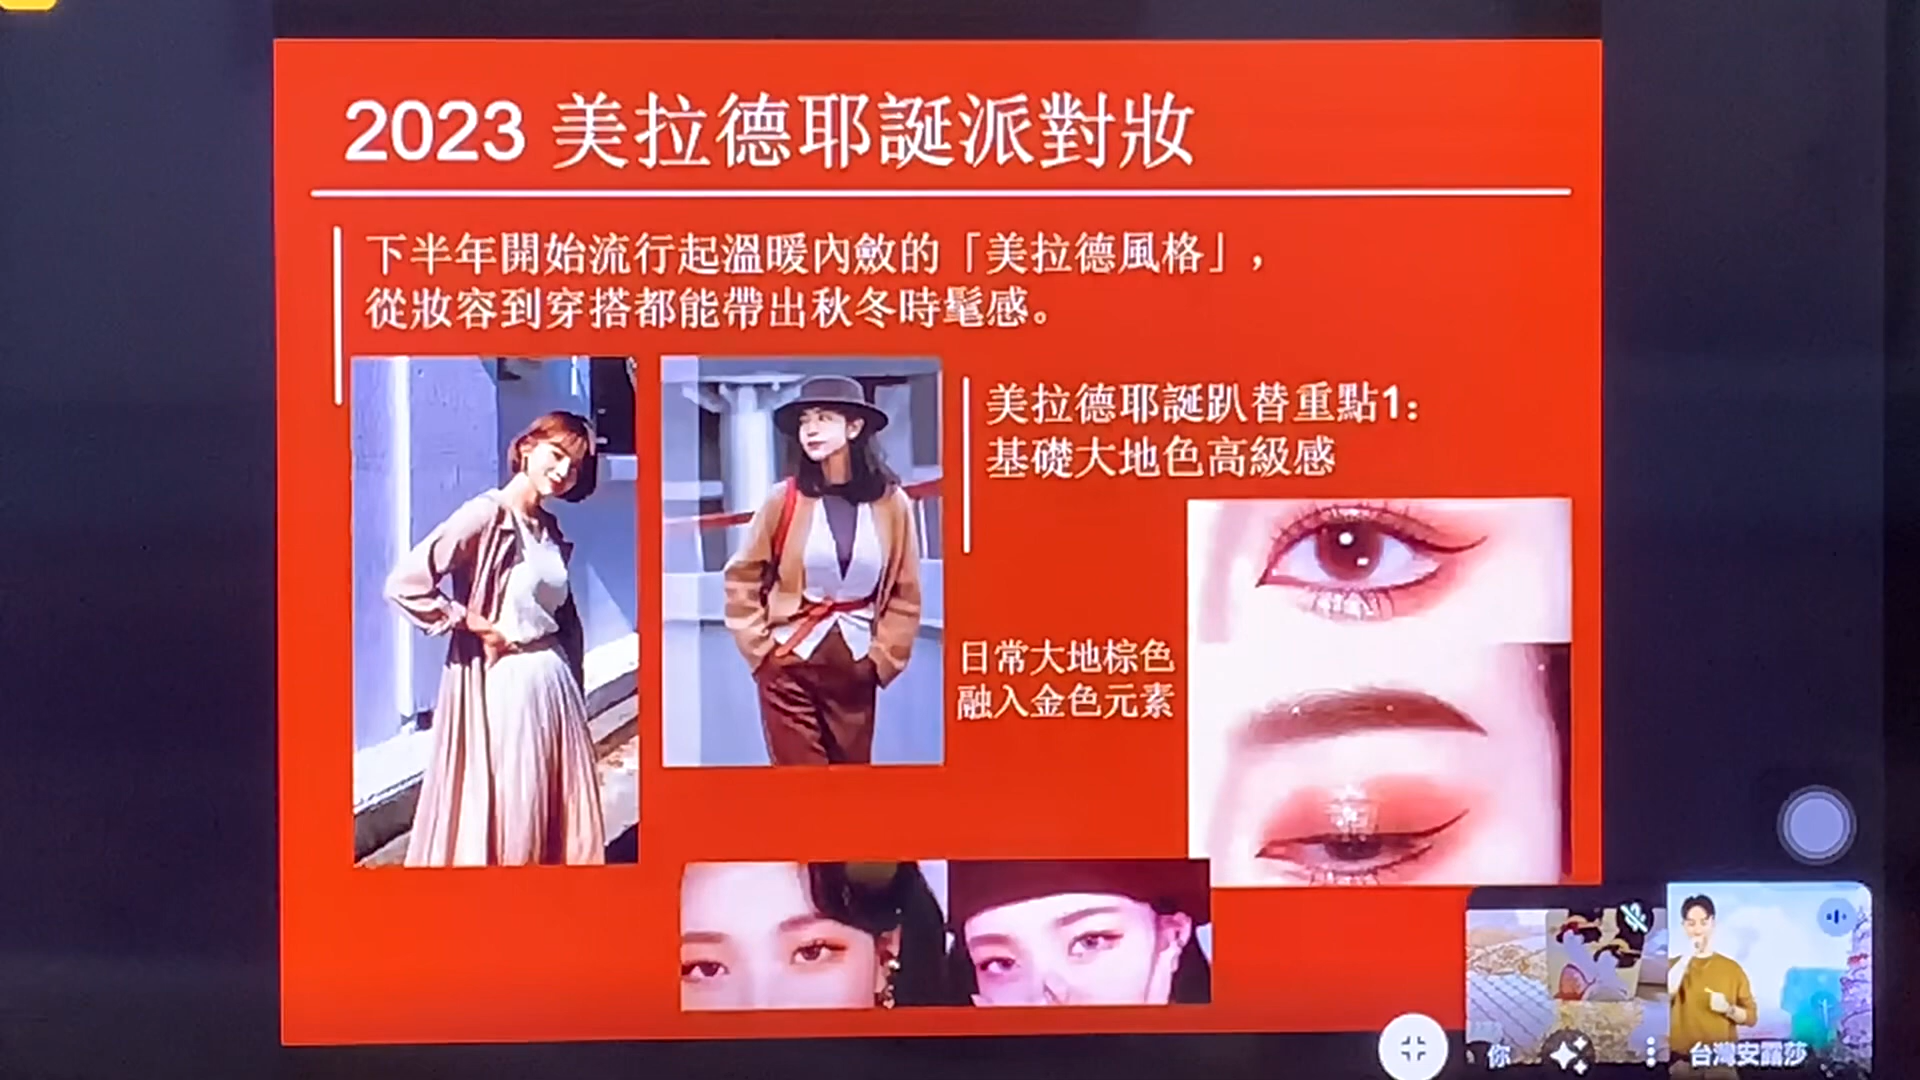 2023 美拉德耶誕派對妝
下半年開始流行起溫暖內斂的「美拉德風格」，
從妝容到穿搭都能帶出秋冬時髦感。
美拉德耶誕趴替重點1：
基礎大地色高級感
日常大地棕色
融入金色元素
你
台灣安露莎